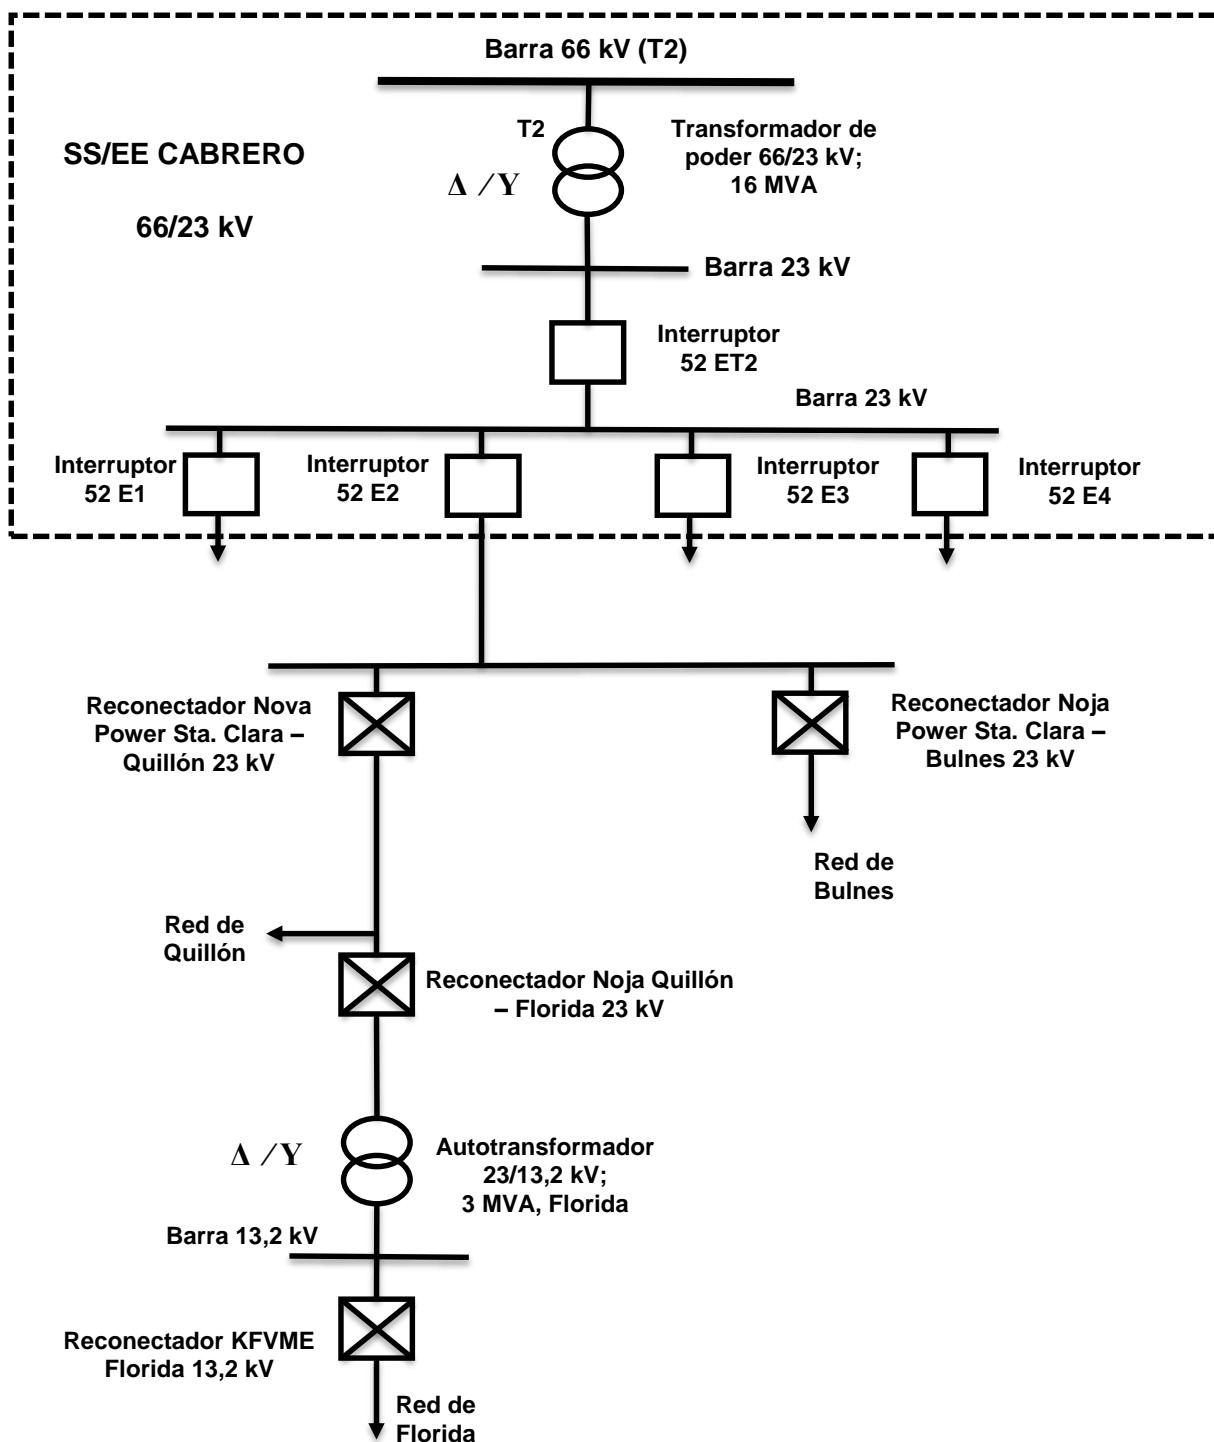 Barra 66 kV (T2)
T2
Transformador de
poder 66/23 kV;
16 MVA
SS/EE CABRERO
66/23 kV
Δ / Y
Barra 23 kV
Interruptor
52 ET2
Barra 23 kV
Interruptor
52 E1
Interruptor
52 E2
Interruptor
52 E3
Interruptor
52 E4
Reconectador Nova
Power Sta. Clara –
Quillón 23 kV
Reconectador Noja
Power Sta. Clara –
Bulnes 23 kV
Red de
Bulnes
Red de
Quillón
Reconectador Noja Quillón
– Florida 23 kV
Δ / Y
Autotransformador
23/13,2 kV;
3 MVA, Florida
Barra 13,2 kV
Reconectador KFVME
Florida 13,2 kV
Red de
Florida